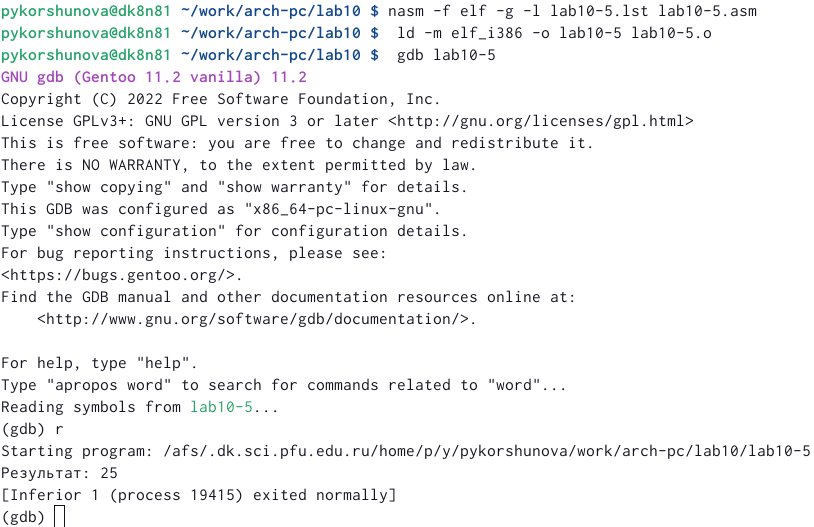 pykorshunova@dk8n81 ~/work/arch-pc/lab10 $ nasm -f elf -g -l lab10-5.lst lab10-5.asm
pykorshunova@dk8n81 ~/work/arch-pc/lab10 $  ld -m elf_i386 -o lab10-5 lab10-5.o
pykorshunova@dk8n81 ~/work/arch-pc/lab10 $  gdb lab10-5
GNU gdb (Gentoo 11.2 vanilla) 11.2
Copyright (C) 2022 Free Software Foundation, Inc.
License GPLv3+: GNU GPL version 3 or later <http://gnu.org/licenses/gpl.html>
This is free software: you are free to change and redistribute it.
There is NO WARRANTY, to the extent permitted by law.
Type "show copying" and "show warranty" for details.
This GDB was configured as "x86_64-pc-linux-gnu".
Type "show configuration" for configuration details.
For bug reporting instructions, please see:
<https://bugs.gentoo.org/>.
Find the GDB manual and other documentation resources online at:
    <http://www.gnu.org/software/gdb/documentation/>.

For help, type "help".
Type "apropos word" to search for commands related to "word"...
Reading symbols from lab10-5...
(gdb) r
Starting program: /afs/.dk.sci.pfu.edu.ru/home/p/y/pykorshunova/work/arch-pc/lab10/lab10-5
Результат: 25
[Inferior 1 (process 19415) exited normally]
(gdb)